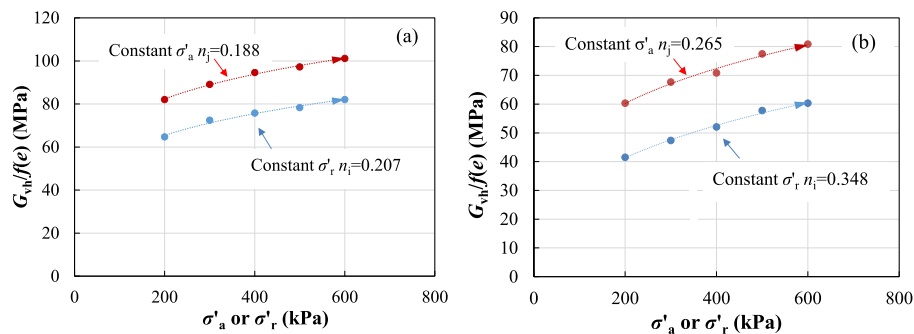 (a)
Constant σ'a nj=0.188
Constant σ'r ni=0.207
Gvh/f(e) (MPa)
120
100
80
60
40
20
0
0 200 400 600 800
σ'a or σ'r (kPa)
(b)
Constant σ'a nj=0.265
Constant σ'r ni=0.348
Gvh/f(e) (MPa)
90
80
70
60
50
40
30
20
10
0
0 200 400 600 800
σ'a or σ'r (kPa)